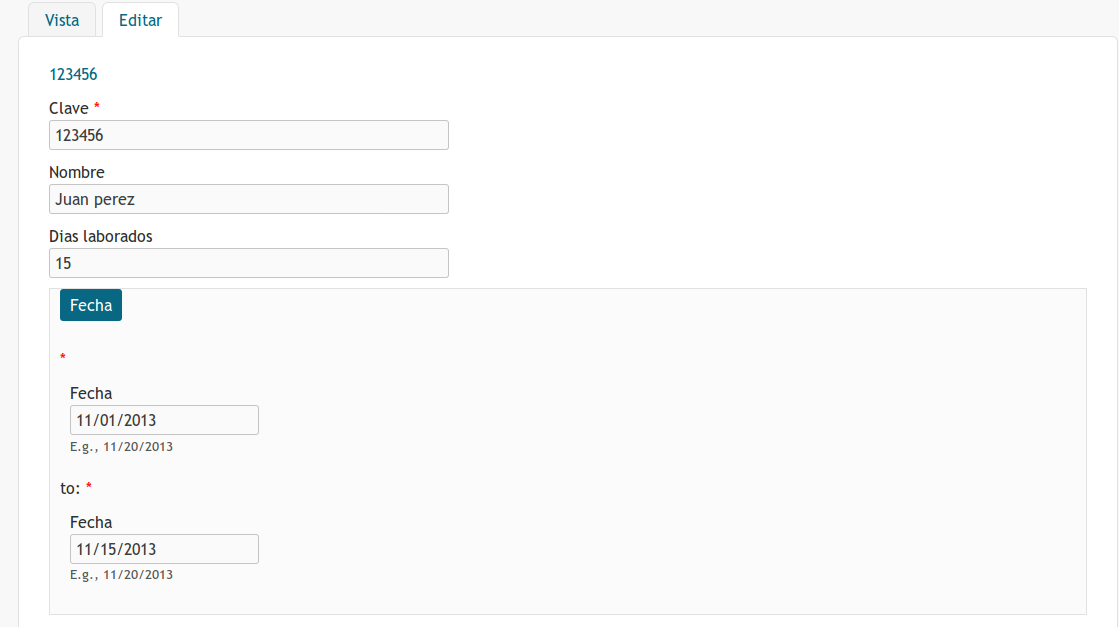 Vista Editar
123456
Clave *
123456
Nombre
Juan perez
Dias laborados
15
Fecha
*
Fecha
11/01/2013
E.g., 11/20/2013
to: *
Fecha
11/15/2013
E.g., 11/20/2013